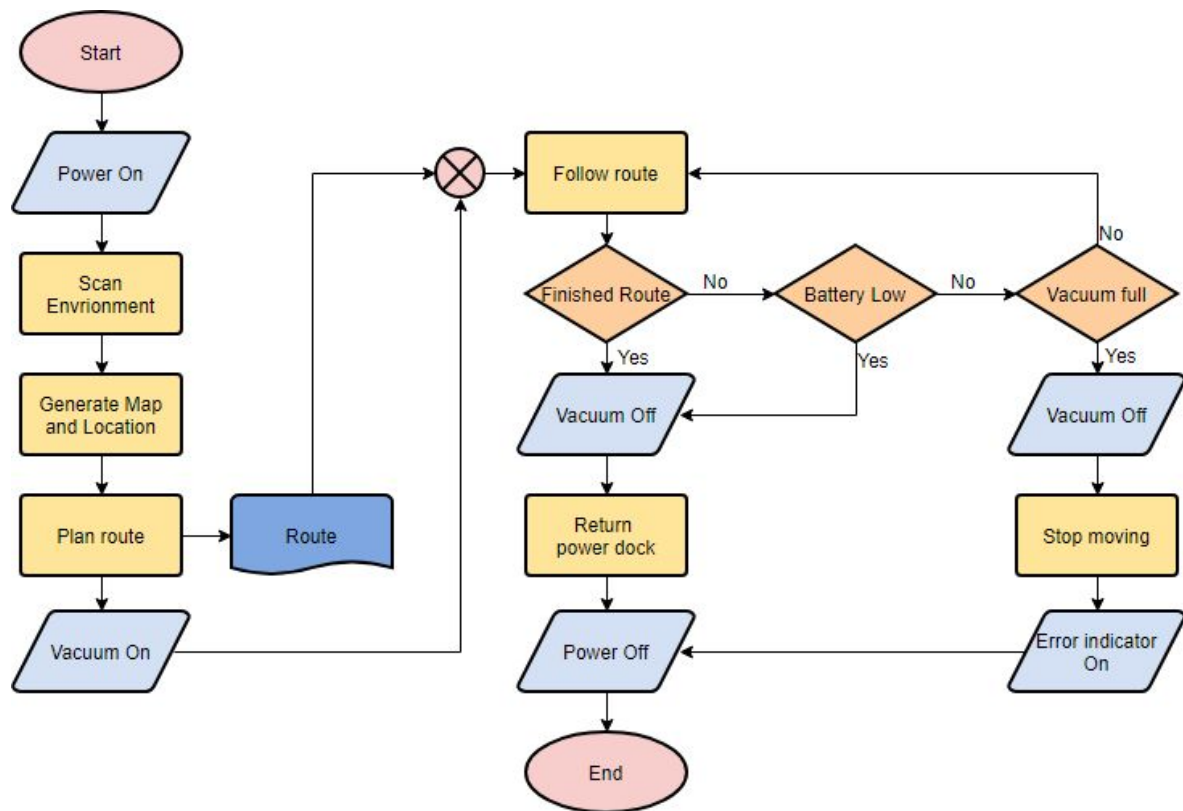 Start
Power On
Scan
Envrionment
Generate Map
and Location
Plan route
Route
Vacuum On
Follow route
Finished Route
No
Battery Low
No
Vacuum full
No
Yes
Yes
Yes
Vacuum Off
Vacuum Off
Return
power dock
Stop moving
Power Off
Error indicator
On
End